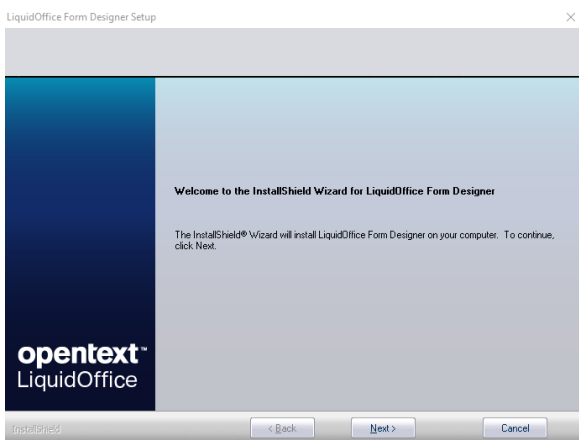 LiquidOffice Form Designer Setup
Welcome to the InstallShield Wizard for LiquidOffice Form Designer
The InstallShield® Wizard will install LiquidOffice Form Designer on your computer. To continue,
click Next.
opentext™
LiquidOffice
InstallShield
< Back
Next >
Cancel